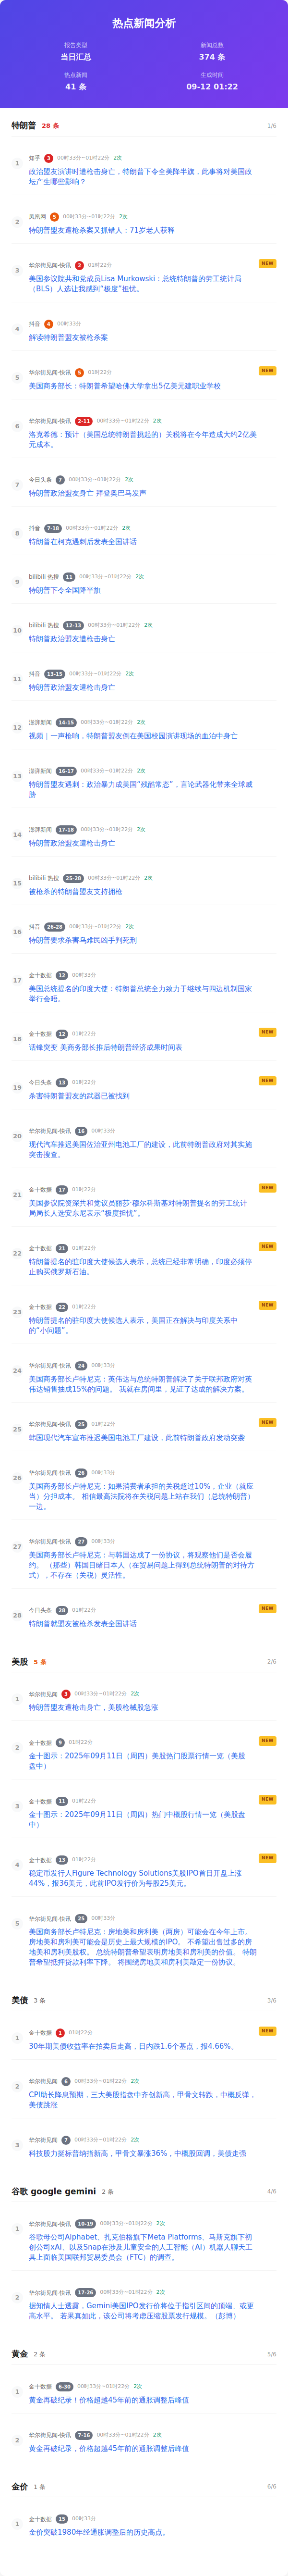 热点新闻分析
报告类型
当日汇总
新闻总数
374 条
热点新闻
41 条
生成时间
09-12 01:22
特朗普 28 条 1/6
1
知乎 3 00时33分~01时22分 2次
政治盟友演讲时遭枪击身亡，特朗普下令全美降半旗，此事将对美国政
坛产生哪些影响？
2
凤凰网 5 00时33分~01时22分 2次
特朗普盟友遭枪杀案又抓错人：71岁老人获释
3
华尔街见闻-快讯 2 01时22分 NEW
美国参议院共和党成员Lisa Murkowski：总统特朗普的劳工统计局
（BLS）人选让我感到“极度”担忧。
4
抖音 4 00时33分
解读特朗普盟友被枪杀案
5
华尔街见闻-快讯 5 01时22分 NEW
美国商务部长：特朗普希望哈佛大学拿出5亿美元建职业学校
6
华尔街见闻-快讯 2-11 00时33分~01时22分 2次
洛克希德：预计（美国总统特朗普挑起的）关税将在今年造成大约2亿美
元成本。
7
今日头条 7 00时33分~01时22分 2次
特朗普政治盟友身亡 拜登奥巴马发声
8
抖音 7-18 00时33分~01时22分 2次
特朗普在柯克遇刺后发表全国讲话
9
bilibili 热搜 11 00时33分~01时22分 2次
特朗普下令全国降半旗
10
bilibili 热搜 12-13 00时33分~01时22分 2次
特朗普政治盟友遭枪击身亡
11
抖音 13-15 00时33分~01时22分 2次
特朗普政治盟友遭枪击身亡
12
澎湃新闻 14-15 00时33分~01时22分 2次
视频｜一声枪响，特朗普盟友倒在美国校园演讲现场的血泊中身亡
13
澎湃新闻 16-17 00时33分~01时22分 2次
特朗普盟友遇刺：政治暴力成美国“残酷常态”，言论武器化带来全球威
胁
14
澎湃新闻 17-18 00时33分~01时22分 2次
特朗普政治盟友遭枪击身亡
15
bilibili 热搜 25-28 00时33分~01时22分 2次
被枪杀的特朗普盟友支持拥枪
16
抖音 26-28 00时33分~01时22分 2次
特朗普要求杀害乌难民凶手判死刑
17
金十数据 12 00时33分
美国总统提名的印度大使：特朗普总统全力致力于继续与四边机制国家
举行会晤。
18
金十数据 12 01时22分 NEW
话锋突变 美商务部长推后特朗普经济成果时间表
19
今日头条 13 01时22分 NEW
杀害特朗普盟友的武器已被找到
20
华尔街见闻-快讯 16 00时33分
现代汽车推迟美国佐治亚州电池工厂的建设，此前特朗普政府对其实施
突击搜查。
21
金十数据 17 01时22分 NEW
美国参议院资深共和党议员丽莎·穆尔科斯基对特朗普提名的劳工统计
局局长人选安东尼表示“极度担忧”。
22
金十数据 21 01时22分 NEW
特朗普提名的驻印度大使候选人表示，总统已经非常明确，印度必须停
止购买俄罗斯石油。
23
金十数据 22 01时22分 NEW
特朗普提名的驻印度大使候选人表示，美国正在解决与印度关系中
的“小问题”。
24
华尔街见闻-快讯 24 00时33分
美国商务部长卢特尼克：英伟达与总统特朗普解决了关于联邦政府对英
伟达销售抽成15%的问题。 我就在房间里，见证了达成的解决方案。
25
华尔街见闻-快讯 25 01时22分 NEW
韩国现代汽车宣布推迟美国电池工厂建设，此前特朗普政府发动突袭
26
华尔街见闻-快讯 26 00时33分
美国商务部长卢特尼克：如果消费者承担的关税超过10%，企业（就应
当）分担成本。 相信最高法院将在关税问题上站在我们（总统特朗普）
一边。
27
华尔街见闻-快讯 27 00时33分
美国商务部长卢特尼克：与韩国达成了一份协议，将观察他们是否会履
约。 （那些）韩国目睹日本人（在贸易问题上得到总统特朗普的对待方
式），不存在（关税）灵活性。
28
今日头条 28 01时22分 NEW
特朗普就盟友被枪杀发表全国讲话
美股 5 条 2/6
1
华尔街见闻 3 00时33分~01时22分 2次
特朗普盟友遭枪击身亡，美股枪械股急涨
2
金十数据 9 01时22分 NEW
金十图示：2025年09月11日（周四）美股热门股票行情一览（美股
盘中）
3
金十数据 11 01时22分 NEW
金十图示：2025年09月11日（周四）热门中概股行情一览（美股盘
中）
4
金十数据 13 01时22分 NEW
稳定币发行人Figure Technology Solutions美股IPO首日开盘上涨
44%，报36美元，此前IPO发行价为每股25美元。
5
华尔街见闻-快讯 25 00时33分
美国商务部长卢特尼克：房地美和房利美（两房）可能会在今年上市。
房地美和房利美可能会是历史上最大规模的IPO。 不希望出售过多的房
地美和房利美股权。 总统特朗普希望表明房地美和房利美的价值。 特朗
普希望抵押贷款利率下降。 将围绕房地美和房利美敲定一份协议。
美债 3 条 3/6
1
金十数据 1 01时22分 NEW
30年期美债收益率在拍卖后走高，日内跌1.6个基点，报4.66%。
2
华尔街见闻 6 00时33分~01时22分 2次
CPI助长降息预期，三大美股指盘中齐创新高，甲骨文转跌，中概反弹，
美债跳涨
3
华尔街见闻 7 00时33分~01时22分 2次
科技股力挺标普纳指新高，甲骨文暴涨36%，中概股回调，美债走强
谷歌 google gemini 2 条 4/6
1
华尔街见闻-快讯 10-19 00时33分~01时22分 2次
谷歌母公司Alphabet、扎克伯格旗下Meta Platforms、马斯克旗下初
创公司xAI、以及Snap在涉及儿童安全的人工智能（AI）机器人聊天工
具上面临美国联邦贸易委员会（FTC）的调查。
2
华尔街见闻-快讯 17-26 00时33分~01时22分 2次
据知情人士透露，Gemini美国IPO发行价将位于指引区间的顶端、或更
高水平。 若果真如此，该公司将考虑压缩股票发行规模。（彭博）
黄金 2 条 5/6
1
金十数据 6-30 00时33分~01时22分 2次
黄金再破纪录！价格超越45年前的通胀调整后峰值
2
华尔街见闻-快讯 7-16 00时33分~01时22分 2次
黄金再破纪录，价格超越45年前的通胀调整后峰值
金价 1 条 6/6
1
金十数据 15 00时33分
金价突破1980年经通胀调整后的历史高点。